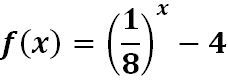 f(x) = (1/8)^x − 4